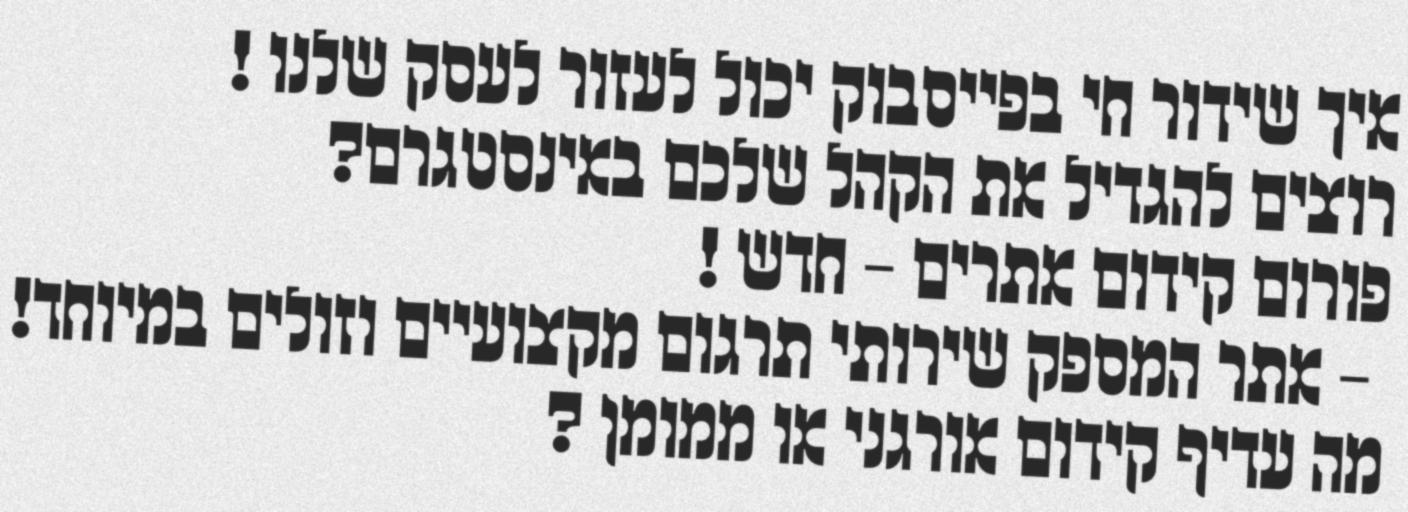 איך שידור חי בפייסבוק יכול לעזור לעסק שלנו !
רוצים להגדיל את הקהל שלכם באינסטגרם?
פורום קידום אתרים – חדש !
– אתר המספק שירותי תרגום מקצועיים וזולים במיוחד!
מה עדיף קידום אורגני או ממומן ?